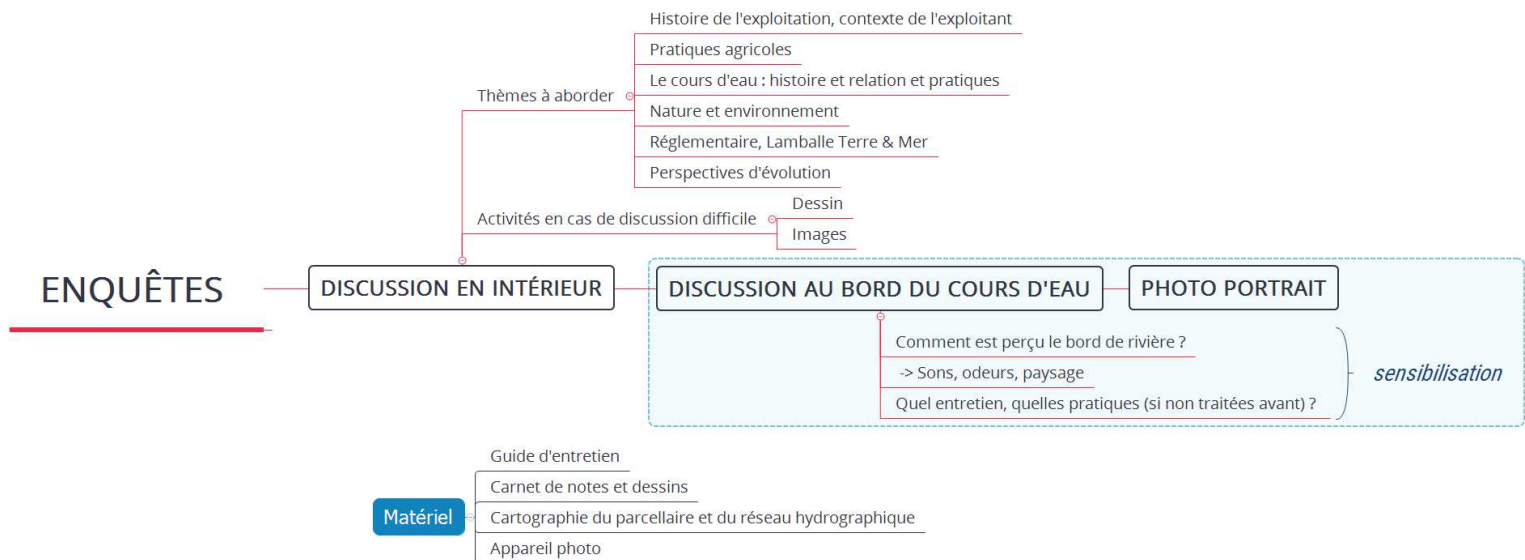 Histoire de l'exploitation, contexte de l'exploitant
Pratiques agricoles
Le cours d'eau : histoire et relation et pratiques
Thèmes à aborder
Nature et environnement
Réglementaire, Lamballe Terre & Mer
Perspectives d'évolution
Activités en cas de discussion difficile
Dessin
Images
ENQUÊTES
DISCUSSION EN INTÉRIEUR
DISCUSSION AU BORD DU COURS D'EAU
PHOTO PORTRAIT
Comment est perçu le bord de rivière ?
-> Sons, odeurs, paysage
Quel entretien, quelles pratiques (si non traitées avant) ?
sensibilisation
Matériel
Guide d'entretien
Carnet de notes et dessins
Cartographie du parcellaire et du réseau hydrographique
Appareil photo